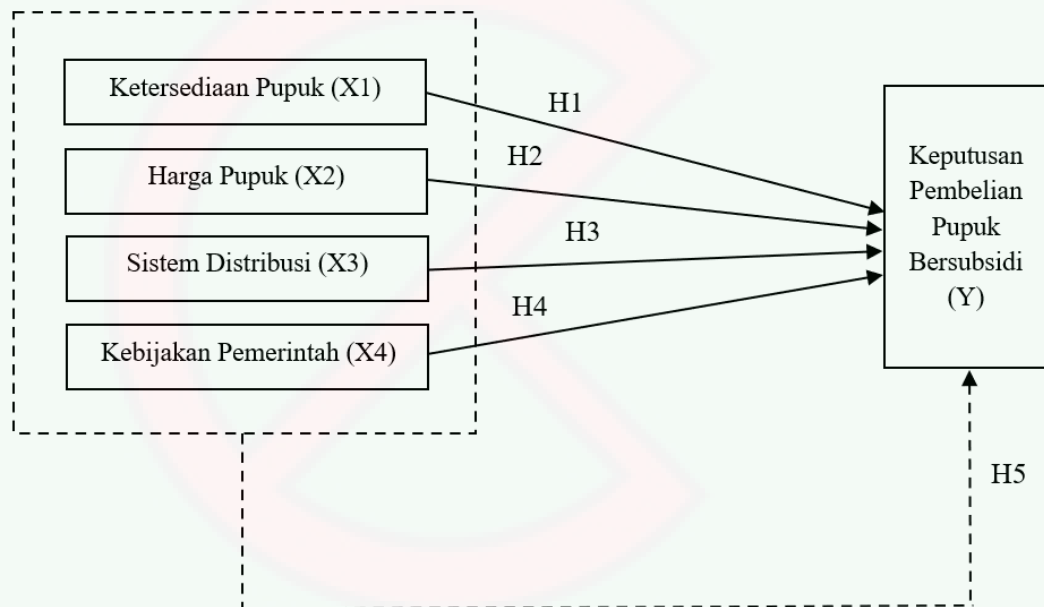 Ketersediaan Pupuk (X1)
H1
Harga Pupuk (X2)
H2
Sistem Distribusi (X3)
H3
Kebijakan Pemerintah (X4)
H4
Keputusan
Pembelian
Pupuk
Bersubsidi
(Y)
H5